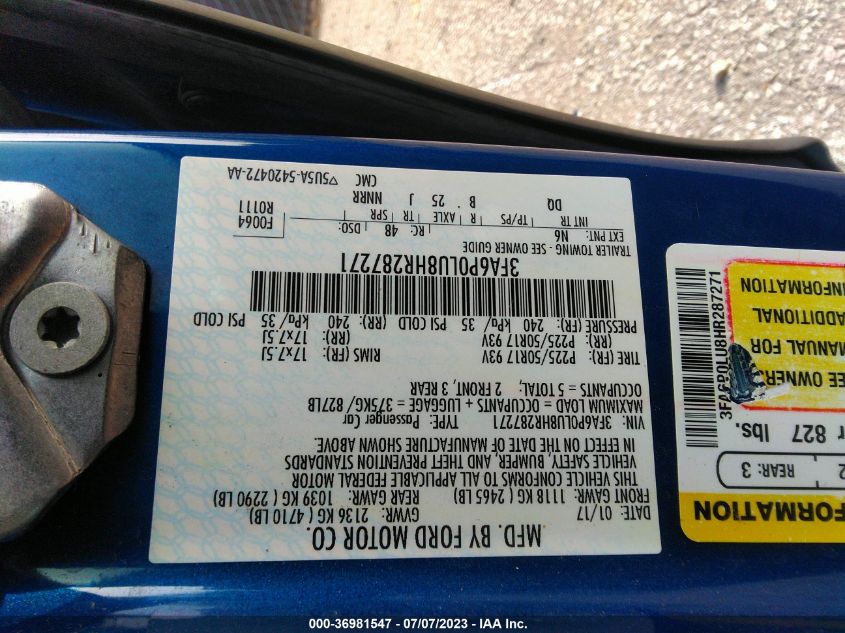 MFD. BY FORD MOTOR CO.
DATE: 01/17 GVWR: 2136 KG ( 4710 LB)
FRONT GAWR: 1118 KG ( 2465 LB) REAR GAWR: 1039 KG ( 2290 LB)
THIS VEHICLE CONFORMS TO ALL APPLICABLE FEDERAL MOTOR
VEHICLE SAFETY, BUMPER, AND THEFT PREVENTION STANDARDS
IN EFFECT ON THE DATE OF MANUFACTURE SHOWN ABOVE.
VIN: 3FA6P0LU8HR287271 TYPE: Passenger Car
MAXIMUM LOAD = OCCUPANTS + LUGGAGE = 375KG/ 827LB
OCCUPANTS = 5 TOTAL: 2 FRONT, 3 REAR
TIRE (FR): P225/50R17 93V RIMS (FR): 17x7.5J
(RR): P225/50R17 93V (RR): 17x7.5J
PRESSURE: (FR): 240 kPa/ 35 PSI COLD (RR): 240 kPa/ 35 PSI COLD
3FA6P0LU8HR287271
TRAILER TOWING - SEE OWNER GUIDE
EXT PNT: N6 RC: 48 DSO: F0064
R0111
INT TR TP/PS R AXLE TR SPR
DQ B 25 J NNRR
CMC
▽5USA-5420472-AA
FORMATION
2 REAR: 3
r 827 lbs.
3FA6P0LU8HR287271
SEE OWNERS
MANUAL FOR
ADDITIONAL
INFORMATION
000-36981547 - 07/07/2023 - IAA Inc.